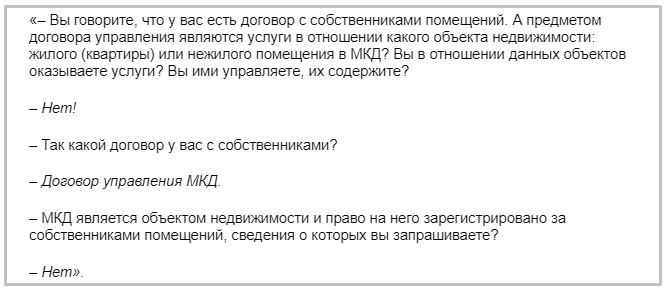 «– Вы говорите, что у вас есть договор с собственниками помещений. А предметом
договора управления являются услуги в отношении какого объекта недвижимости:
жилого (квартиры) или нежилого помещения в МКД? Вы в отношении данных объектов
оказываете услуги? Вы ими управляете, их содержите?
– Нет!
– Так какой договор у вас с собственниками?
– Договор управления МКД.
– МКД является объектом недвижимости и право на него зарегистрировано за
собственниками помещений, сведения о которых вы запрашиваете?
– Нет».